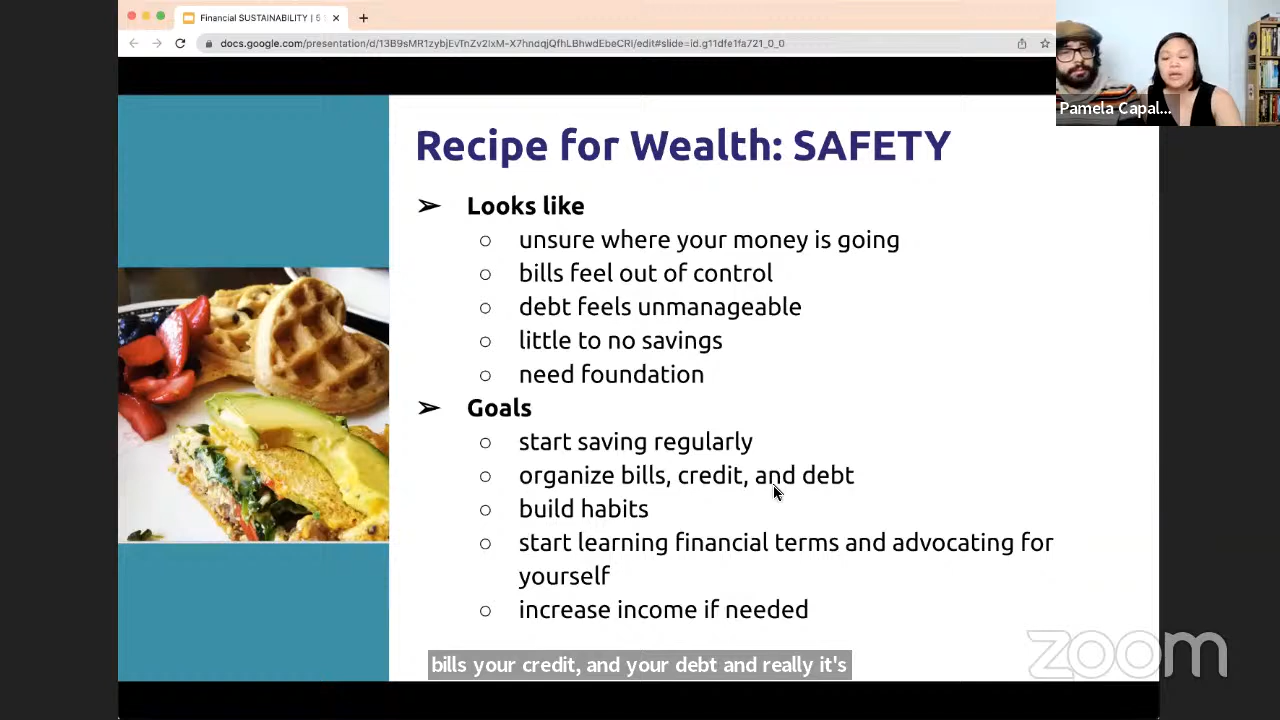 Financial SUSTAINABILITY | 5 T
docs.google.com/presentation/d/13B9sMR1zybjEvTnZv2IxM-X7hndqjQfhLBhwdEbeCRI/edit#slide=id.g11dfe1fa721_0_0
Pamela Capal...
Recipe for Wealth: SAFETY
➢ Looks like
○ unsure where your money is going
○ bills feel out of control
○ debt feels unmanageable
○ little to no savings
○ need foundation
➢ Goals
○ start saving regularly
○ organize bills, credit, and debt
○ build habits
○ start learning financial terms and advocating for
yourself
○ increase income if needed
bills your credit, and your debt and really it's
zoom